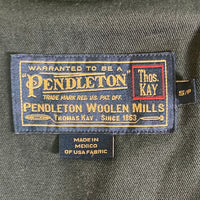 WARRANTED TO BE A
"PENDLETON"
Thos. KAY
TRADE MARK REG. U.S. PAT. OFF.
PENDLETON WOOLEN MILLS
THOMAS KAY, SINCE 1863
S/P
MADE IN
MEXICO
OF USA FABRIC